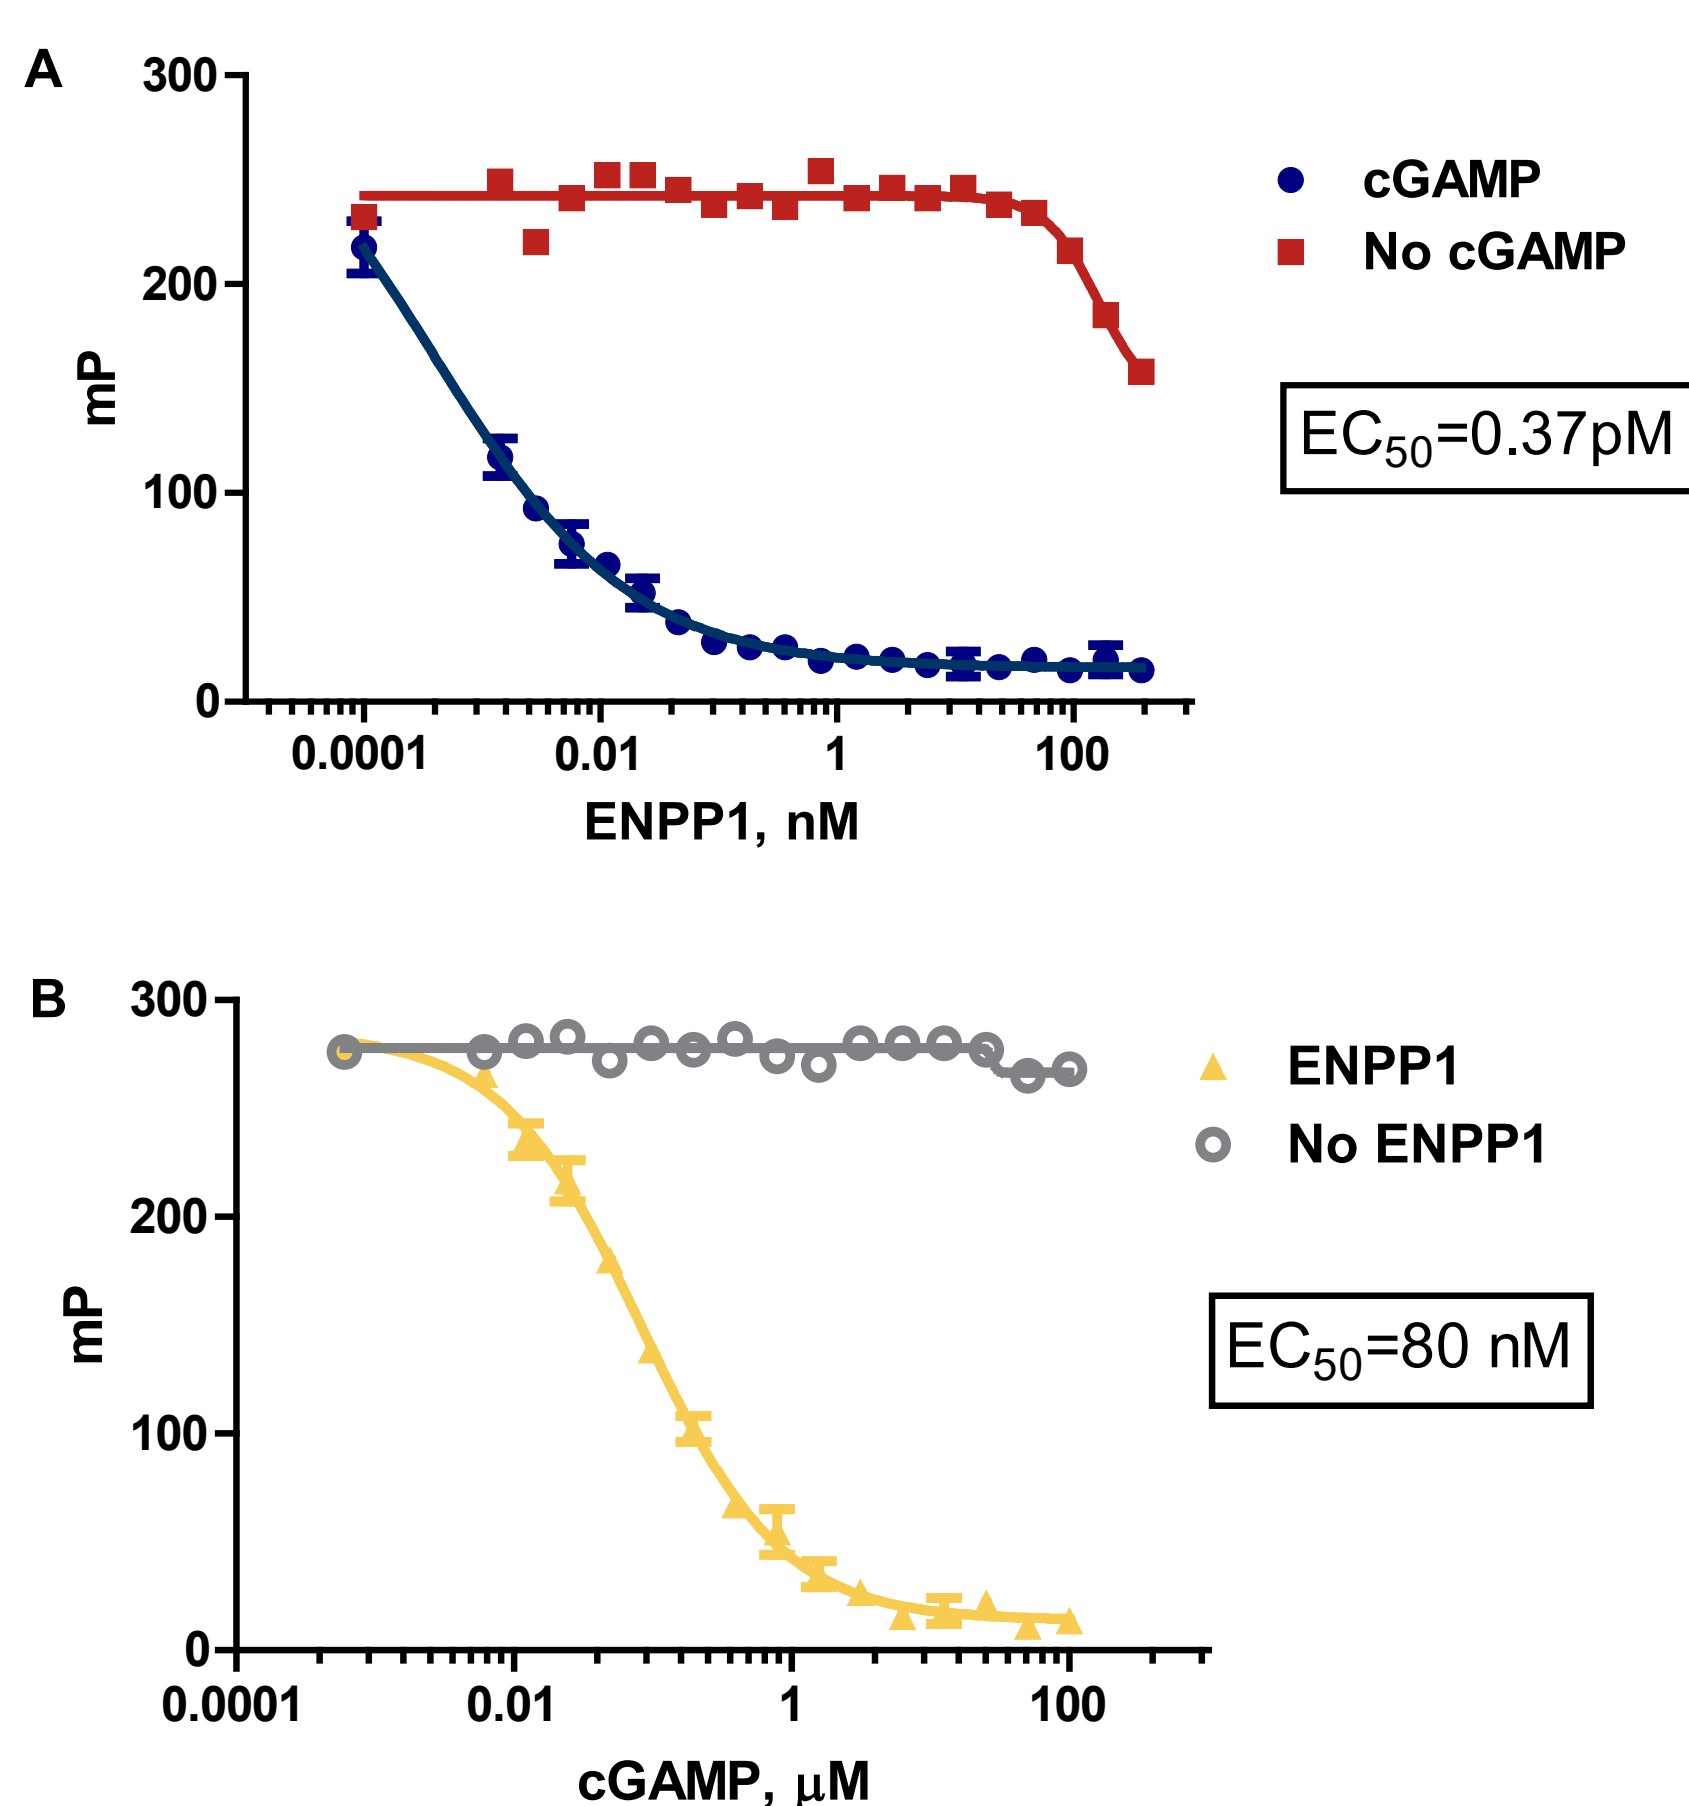 A
300
200
100
0
mP
0.0001 0.01 1 100
ENPP1, nM
cGAMP
No cGAMP
EC50=0.37pM
B
300
200
100
0
mP
0.0001 0.01 1 100
cGAMP, μM
ENPP1
No ENPP1
EC50=80 nM